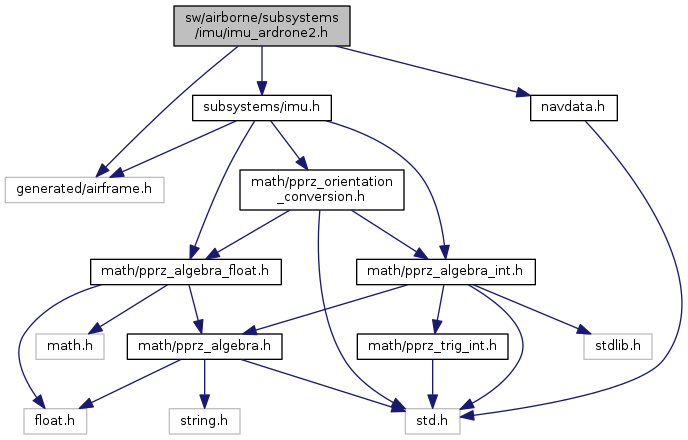 sw/airborne/subsystems
/imu/imu_ardrone2.h
subsystems/imu.h
navdata.h
generated/airframe.h
math/pprz_orientation
_conversion.h
math/pprz_algebra_float.h
math/pprz_algebra_int.h
math.h
math/pprz_algebra.h
math/pprz_trig_int.h
stdlib.h
float.h
string.h
std.h